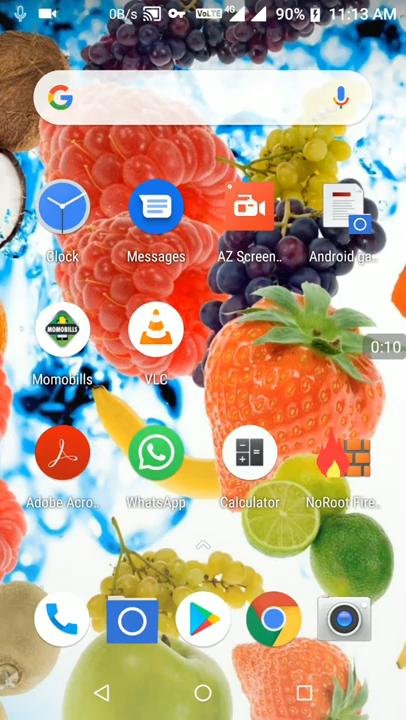 0B/s VoLTE 4G 90% 11:13 AM
G
Clock Messages AZ Screen.. Android ga..
0:10
MOMOBILLS
Momobills VLC
Adobe Acro.. WhatsApp Calculator NoRoot Fire..